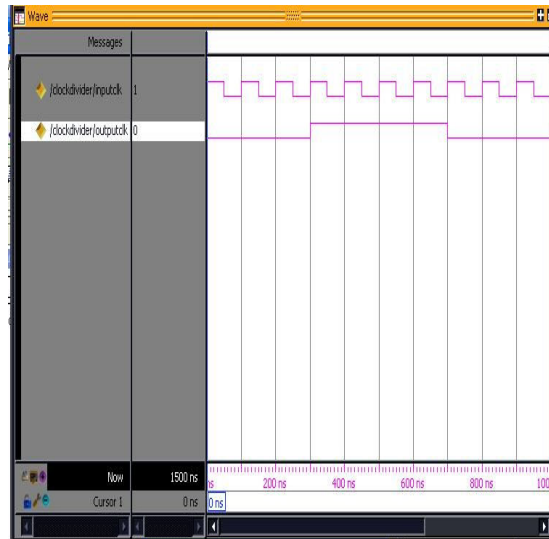 Wave
Messages
/clockdivider/inputclk 1
/clockdivider/outputclk 0
Now 1500 ns ns 200 ns 400 ns 600 ns 800 ns 100
Cursor 1 0 ns 0 ns